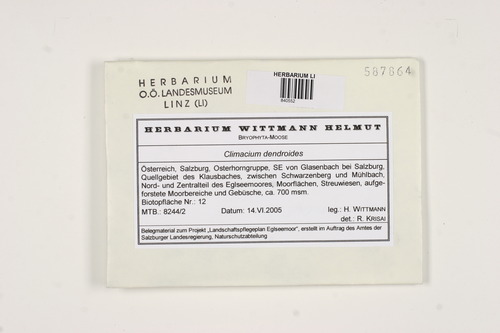 587864
HERBARIUM
O.Ö. LANDESMUSEUM
LINZ (LI)
HERBARIUM LI
840552
HERBARIUM WITTMANN HELMUT
BRYOPHYTA-MOOSE
Climacium dendroides
Österreich, Salzburg, Osterhorngruppe, SE von Glasenbach bei Salzburg,
Quellgebiet des Klausbaches, zwischen Schwarzenberg und Mühlbach,
Nord- und Zentralteil des Eglseemoores, Moorflächen, Streuwiesen, aufge-
forstete Moorbereiche und Gebüsche, ca. 700 msm.
Biotopfläche Nr.: 12
MTB.: 8244/2 Datum: 14.VI.2005 leg.: H. WITTMANN
det.: R. KRISAI
Belegmaterial zum Projekt „Landschaftspflegeplan Eglseemoor", erstellt im Auftrag des Amtes der
Salzburger Landesregierung, Naturschutzabteilung